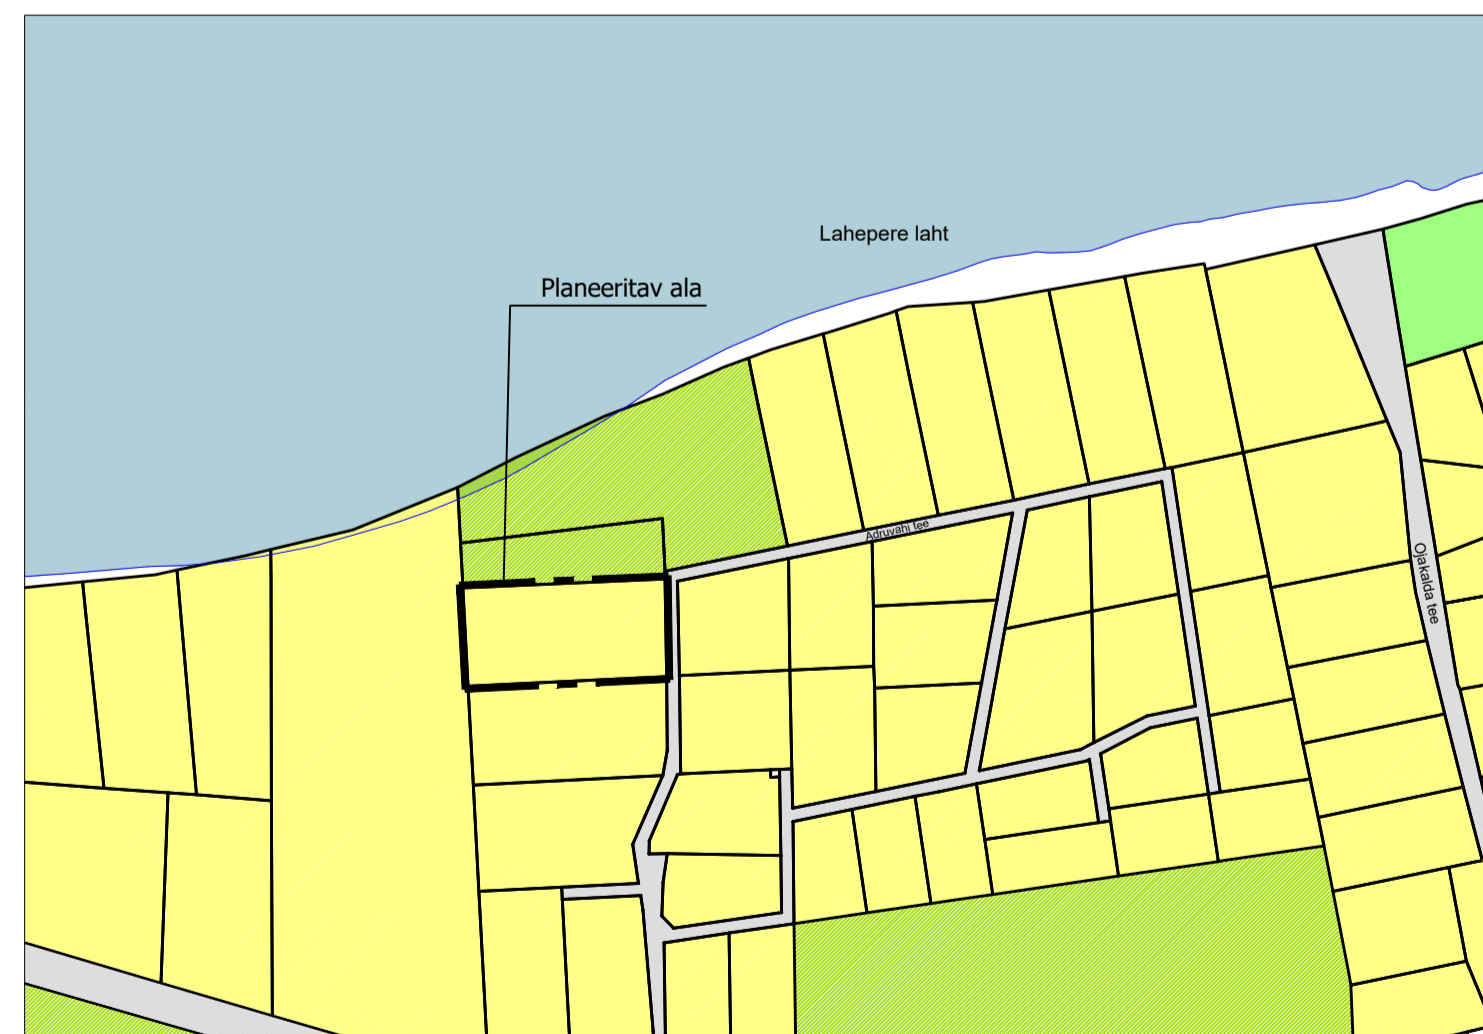 Lahepere laht
Planeeritav ala
Adruvahi tee
Ojakalda tee